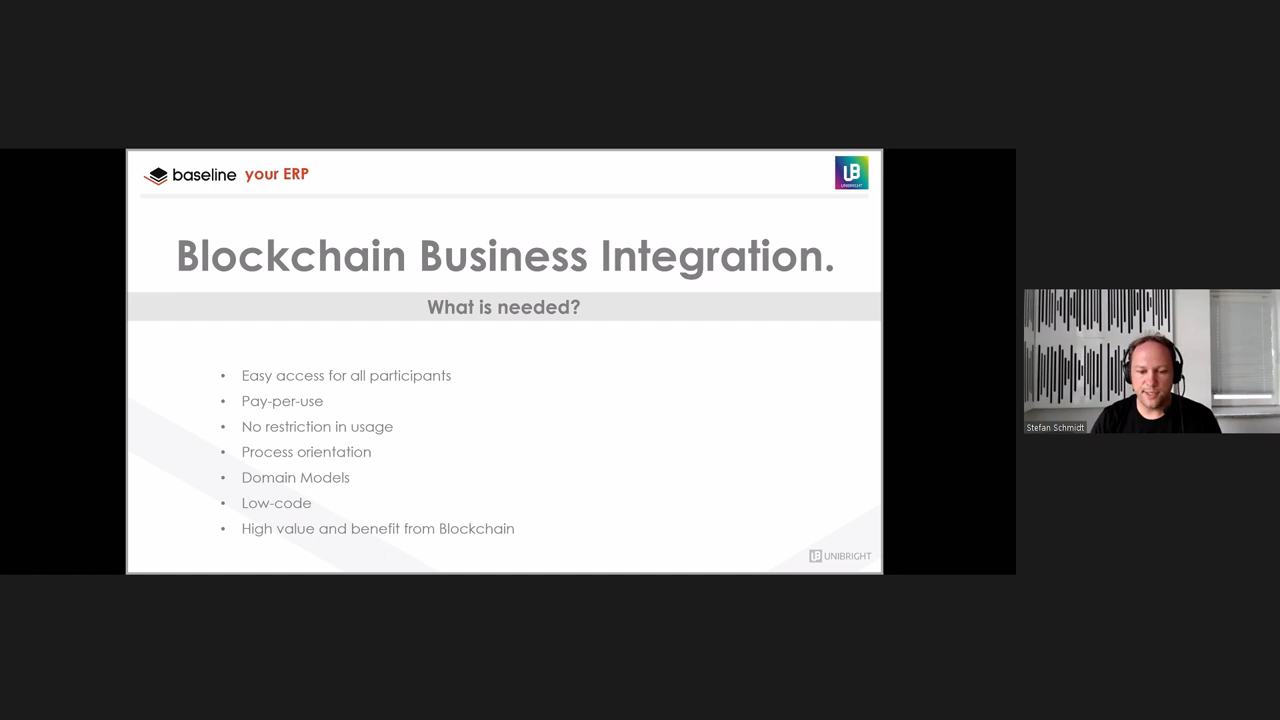 baseline your ERP
UB
UNIBRIGHT
Blockchain Business Integration.
What is needed?
• Easy access for all participants
• Pay-per-use
• No restriction in usage
• Process orientation
• Domain Models
• Low-code
• High value and benefit from Blockchain
UB UNIBRIGHT
Stefan Schmidt